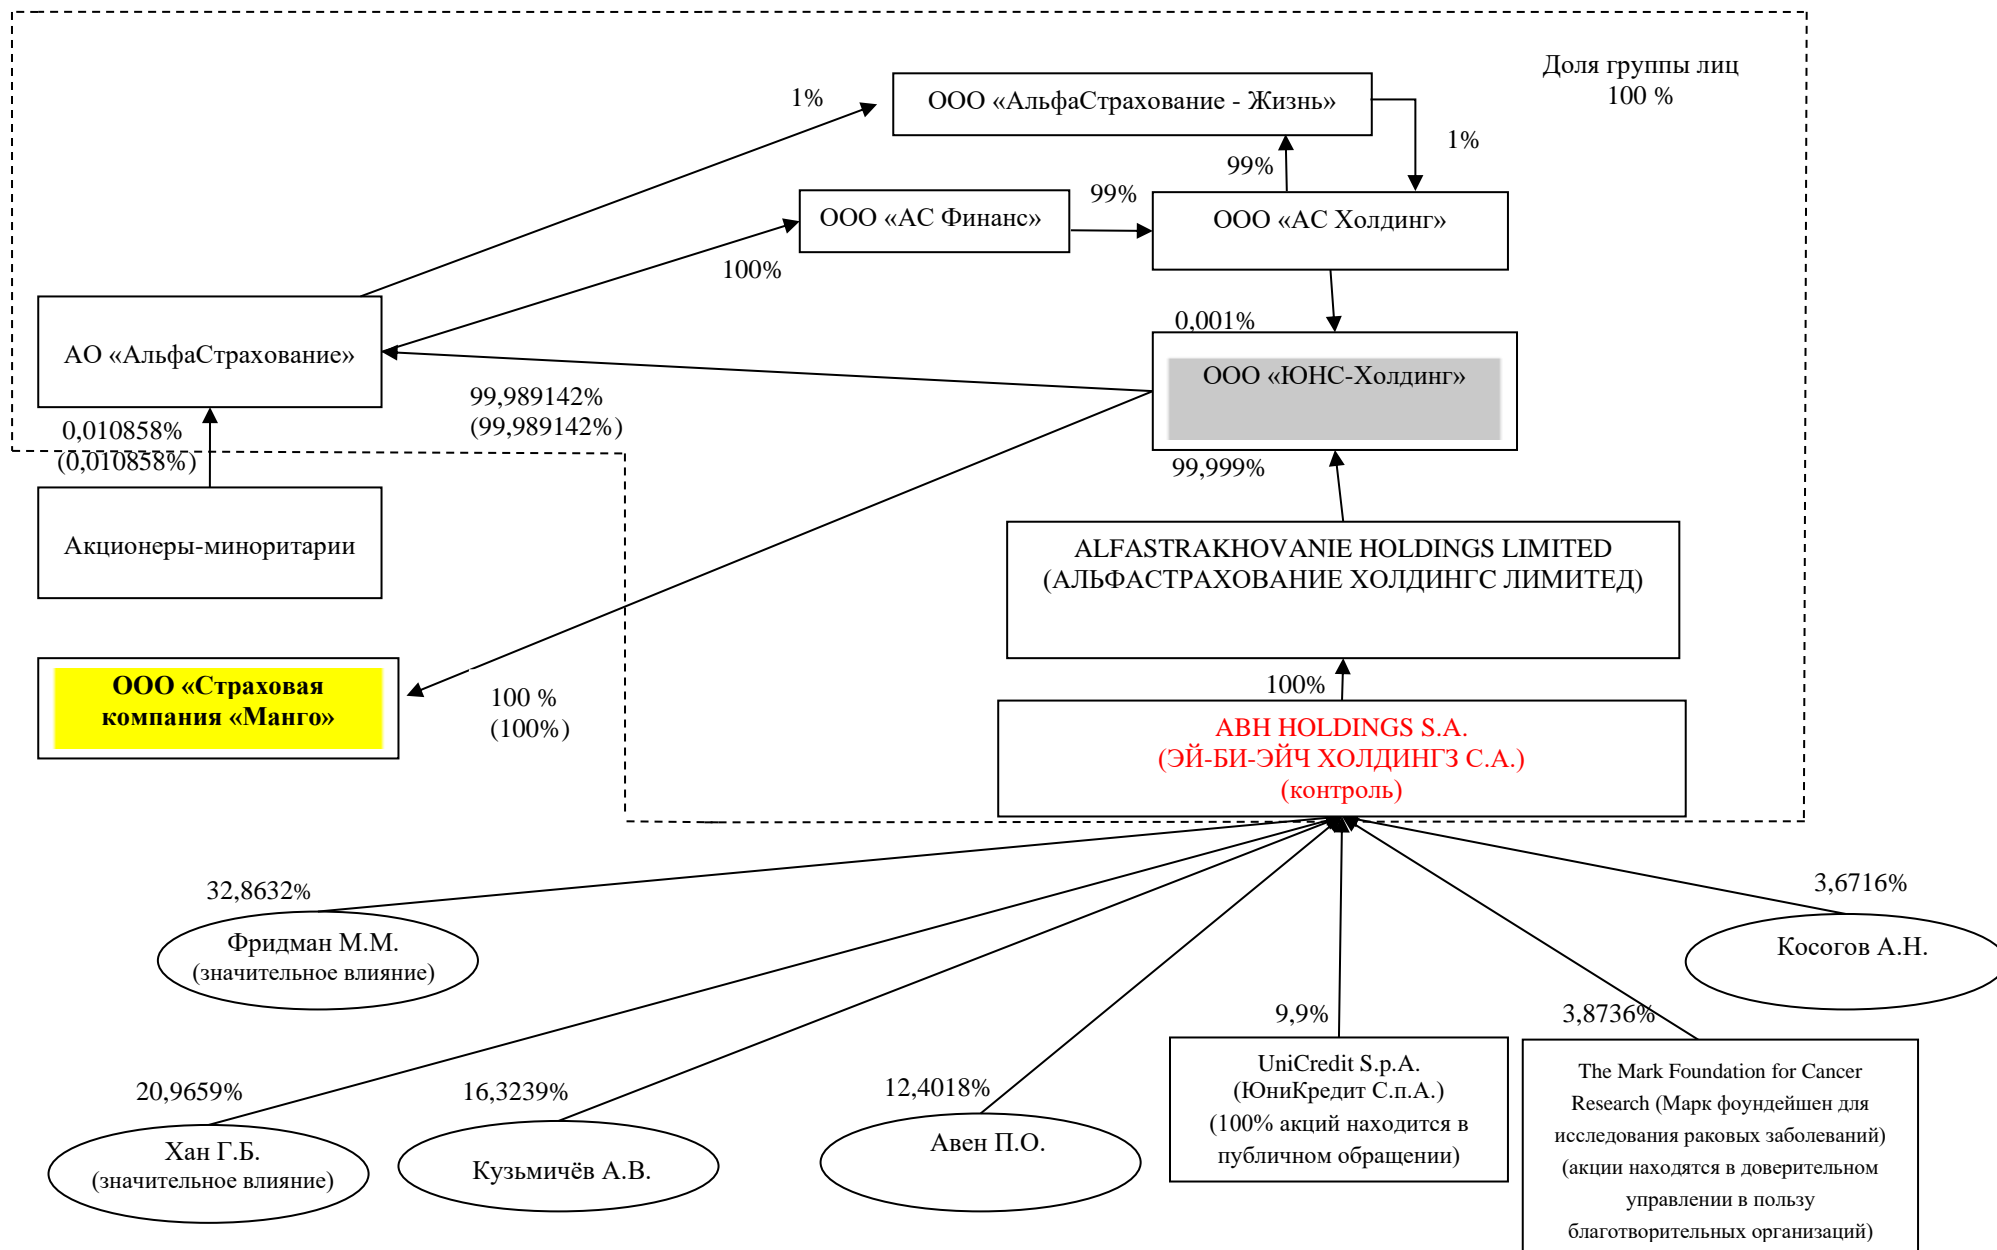 Доля группы лиц
100 %
1%
ООО «АльфаСтрахование - Жизнь»
1%
99%
ООО «АС Финанс»
99%
ООО «АС Холдинг»
100%
АО «АльфаСтрахование»
0,001%
ООО «ЮНС-Холдинг»
99,989142%
(99,989142%)
0,010858%
(0,010858%)
99,999%
Акционеры-миноритарии
ALFASTRAKHOVANIE HOLDINGS LIMITED
(АЛЬФАСТРАХОВАНИЕ ХОЛДИНГС ЛИМИТЕД)
ООО «Страховая
компания «Манго»
100 %
(100%)
100%
ABH HOLDINGS S.A.
(ЭЙ-БИ-ЭЙЧ ХОЛДИНГЗ С.А.)
(контроль)
32,8632%
Фридман М.М.
(значительное влияние)
3,6716%
Косогов А.Н.
20,9659%
Хан Г.Б.
(значительное влияние)
16,3239%
Кузьмичёв А.В.
12,4018%
Авен П.О.
9,9%
UniCredit S.p.A.
(ЮниКредит С.п.А.)
(100% акций находится в
публичном обращении)
3,8736%
The Mark Foundation for Cancer
Research (Марк фоундейшен для
исследования раковых заболеваний)
(акции находятся в доверительном
управлении в пользу
благотворительных организаций)